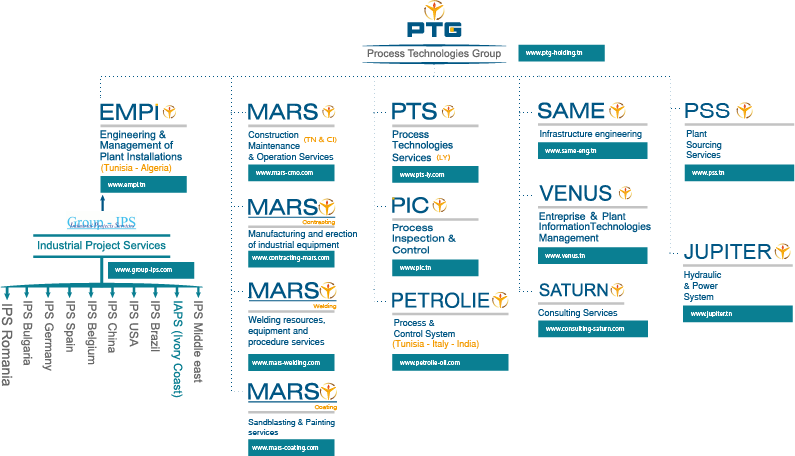 PTG
Process Technologies Group
www.ptg-holding.tn
EMPi
Engineering &
Management of
Plant Installations
(Tunisia - Algeria)
www.empi.tn
Group - IPS
Industrial Project Services
www.group-ips.com
IPS Romania
IPS Bulgaria
IPS Germany
IPS Spain
IPS Belgium
IPS China
IPS USA
IPS Brazil
IAPS (Ivory Coast)
IPS Middle east
MARS
Construction (TN & CI)
Maintenance
& Operation Services
www.mars-cmo.com
MARS
Contracting
Manufacturing and erection
of industrial equipment
www.contracting-mars.com
MARS
Welding
Welding resources,
equipment and
procedure services
www.mars-welding.com
MARS
Coating
Sandblasting & Painting
services
www.mars-coating.com
PTS
Process
Technologies
Services (LY)
www.pts-ly.com
PIC
Process
Inspection &
Control
www.pic.tn
PETROLIE
Process &
Control System
(Tunisia - Italy - India)
www.petrolie-oil.com
SAME
Infrastructure engineering
www.same-eng.tn
VENUS
Entreprise & Plant
InformationTechnologies
Management
www.venus.tn
SATURN
Consulting Services
www.consulting-saturn.com
PSS
Plant
Sourcing
Services
www.pss.tn
JUPITER
Hydraulic
& Power
System
www.jupiter.tn